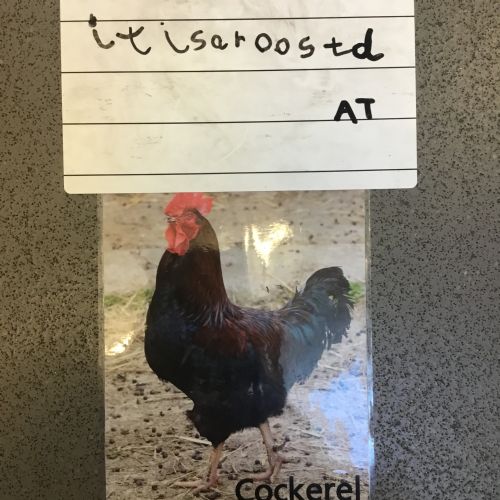 it isaroostd
AT
Cockerel